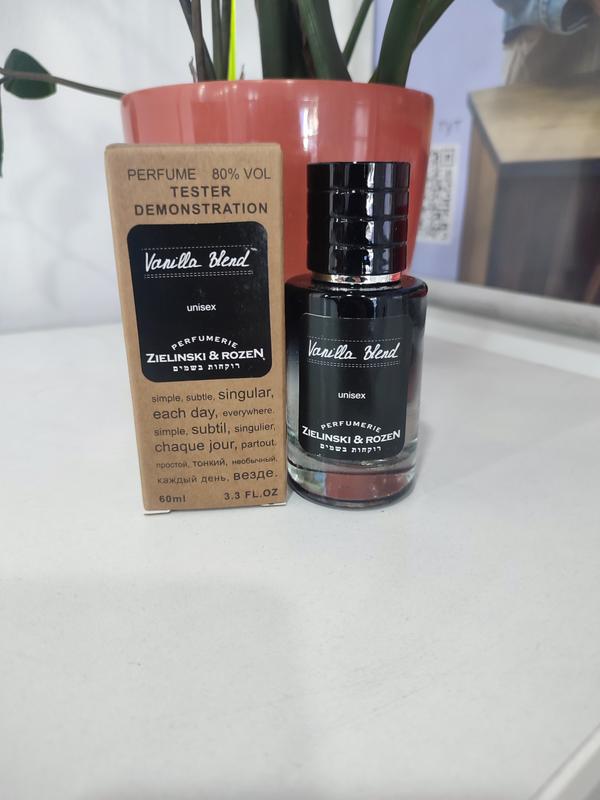 PERFUME 80% VOL
TESTER
DEMONSTRATION
Vanilla Blend
unisex
PERFUMERIE
ZIELINSKI & ROZEN
רוקחות בשמים
simple, subtle, singular,
each day, everywhere.
simple, subtil, singulier,
chaque jour, partout.
простой, тонкий, необычный,
каждый день, везде.
60ml 3.3 FL.OZ
Vanilla Blend
unisex
PERFUMERIE
ZIELINSKI & ROZEN
רוקחות בשמים
тут